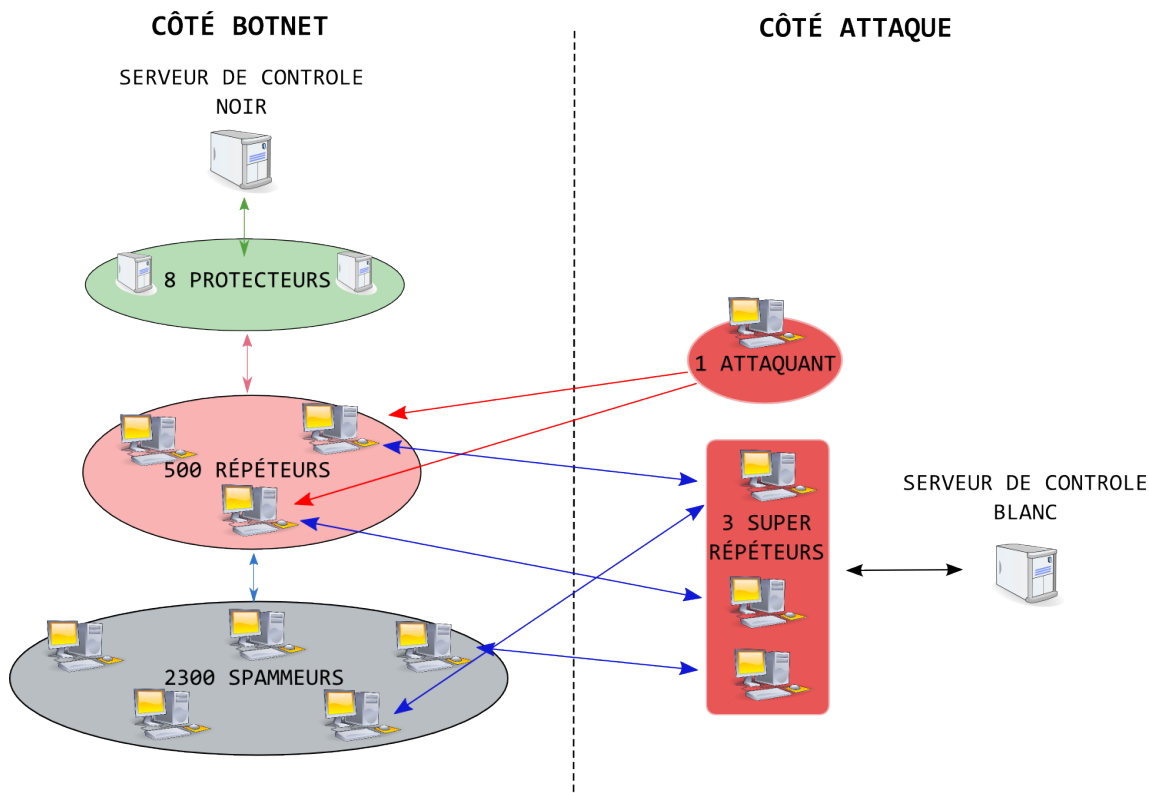 CÔTÉ BOTNET
CÔTÉ ATTAQUE
SERVEUR DE CONTROLE
NOIR
8 PROTECTEURS
1 ATTAQUANT
500 RÉPÉTEURS
3 SUPER
RÉPÉTEURS
SERVEUR DE CONTROLE
BLANC
2300 SPAMMEURS